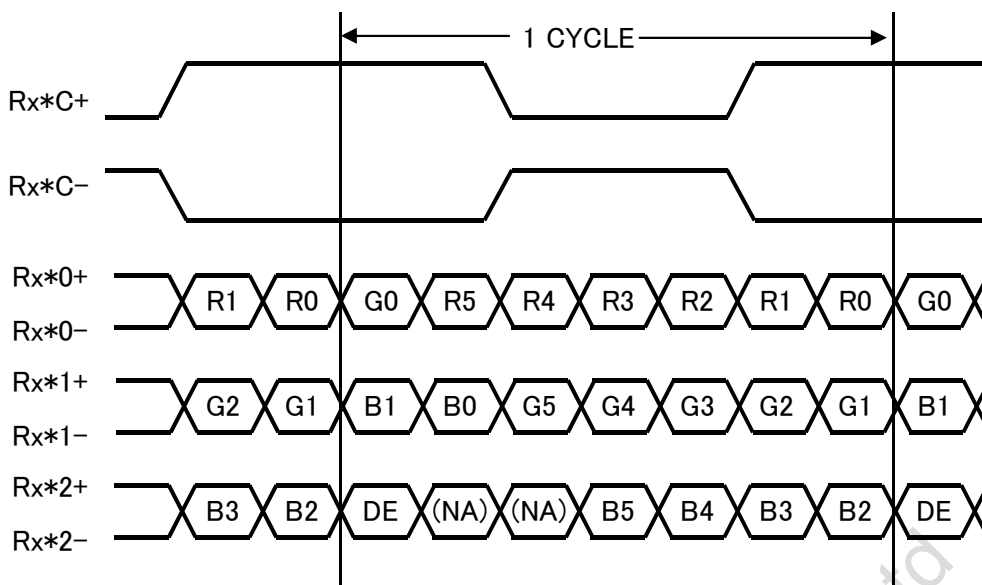 1 CYCLE
Rx*C+
Rx*C-
Rx*0+
R1 R0 G0 R5 R4 R3 R2 R1 R0 G0
Rx*0-
Rx*1+
G2 G1 B1 B0 G5 G4 G3 G2 G1 B1
Rx*1-
Rx*2+
B3 B2 DE (NA) (NA) B5 B4 B3 B2 DE
Rx*2-
td